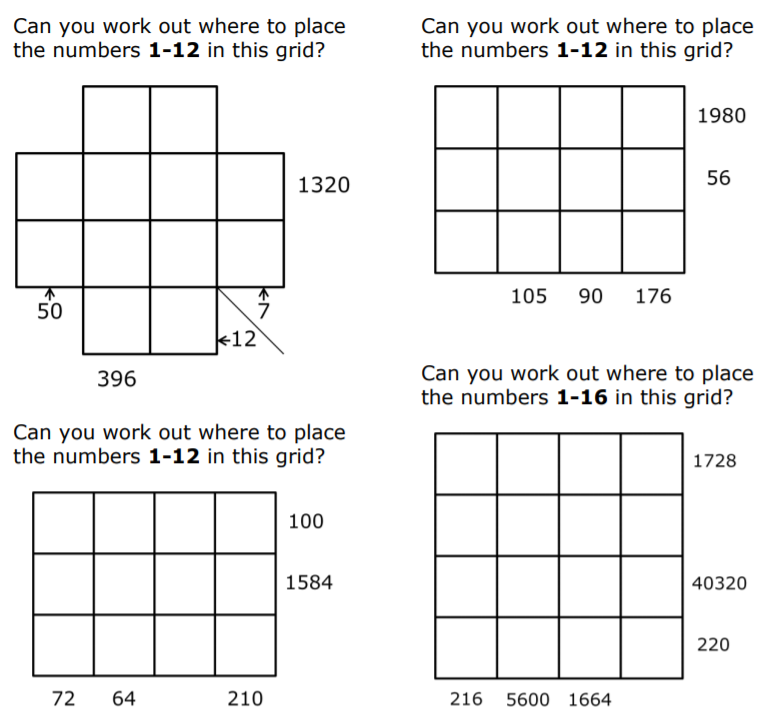 Can you work out where to place
the numbers 1-12 in this grid?
1320
50
7
12
396
Can you work out where to place
the numbers 1-12 in this grid?
1980
56
105 90 176
Can you work out where to place
the numbers 1-12 in this grid?
100
1584
72 64 210
Can you work out where to place
the numbers 1-16 in this grid?
1728
40320
220
216 5600 1664